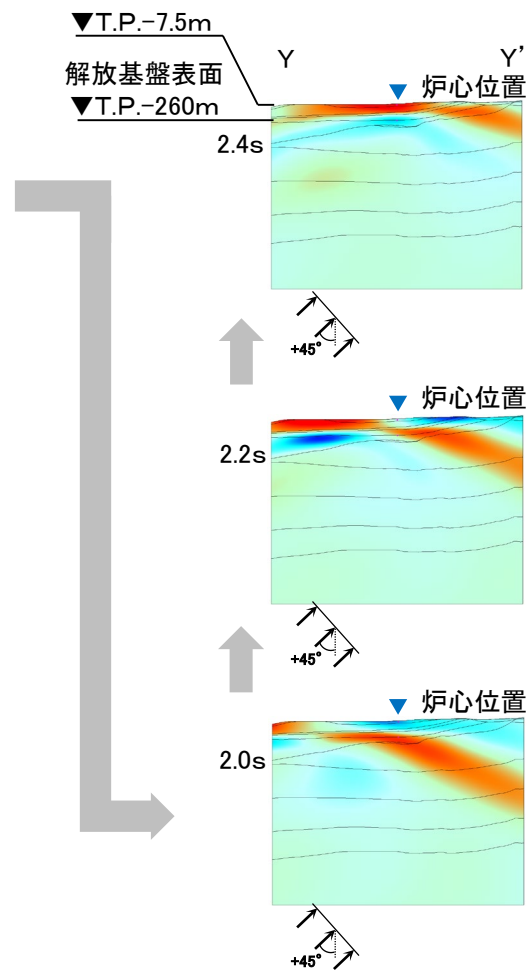 ▼T.P.-7.5m
解放基盤表面
▼T.P.-260m
Y Y'
▼ 炉心位置
2.4s
+45°
▼ 炉心位置
2.2s
+45°
▼ 炉心位置
2.0s
+45°